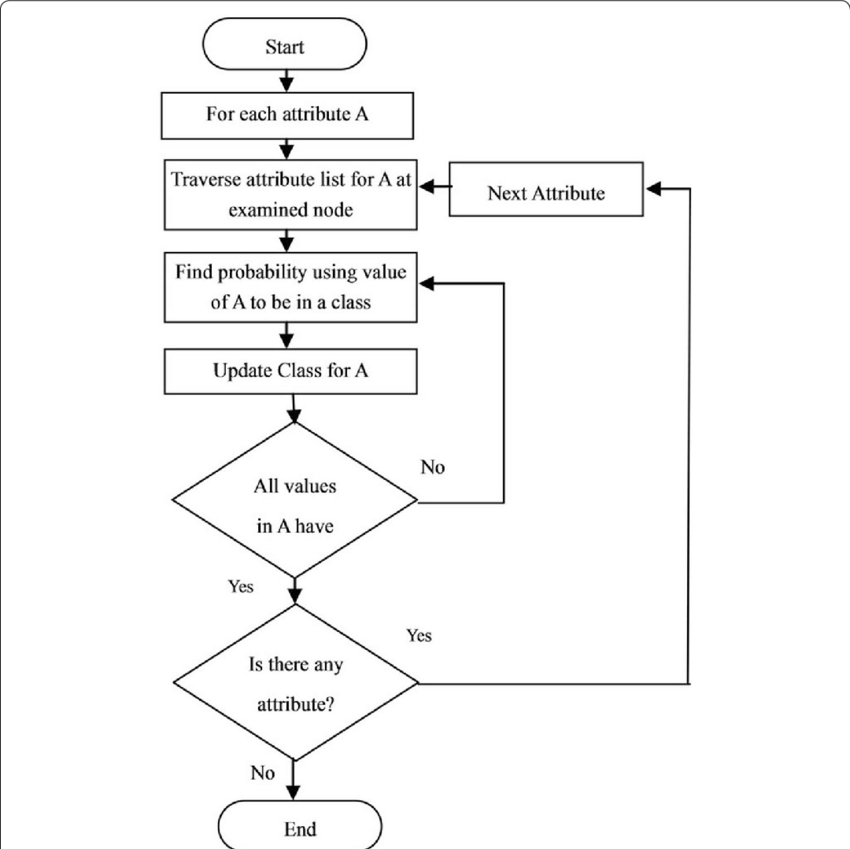 Start
For each attribute A
Traverse attribute list for A at
examined node
Next Attribute
Find probability using value
of A to be in a class
Update Class for A
No
All values
in A have
Yes
Yes
Is there any
attribute?
No
End